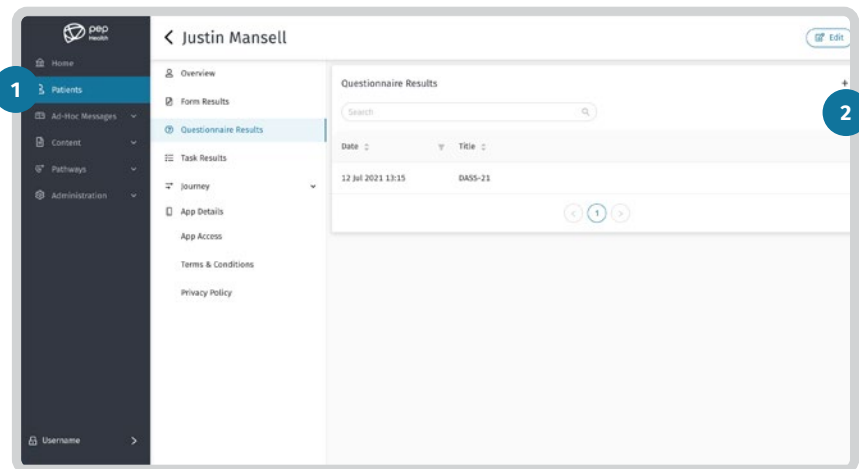 pep
Health
Justin Mansell
Edit
Home
1
Patients
Ad-Hoc Messages
Content
Pathways
Administration
Username
Overview
Form Results
Questionnaire Results
Task Results
Journey
App Details
App Access
Terms & Conditions
Privacy Policy
Questionnaire Results
+
2
Search
Date Title
12 Jul 2021 13:15 DASS-21
< 1 >